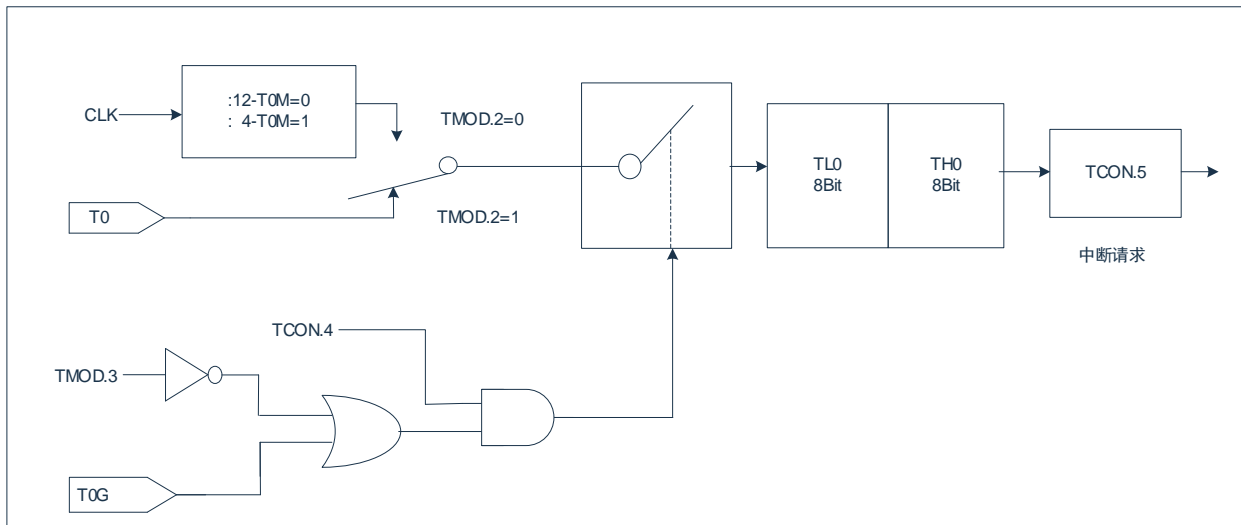 :12-T0M=0
: 4-T0M=1
CLK
TMOD.2=0
TL0
8Bit
TH0
8Bit
TCON.5
T0
TMOD.2=1
中断请求
TCON.4
TMOD.3
T0G